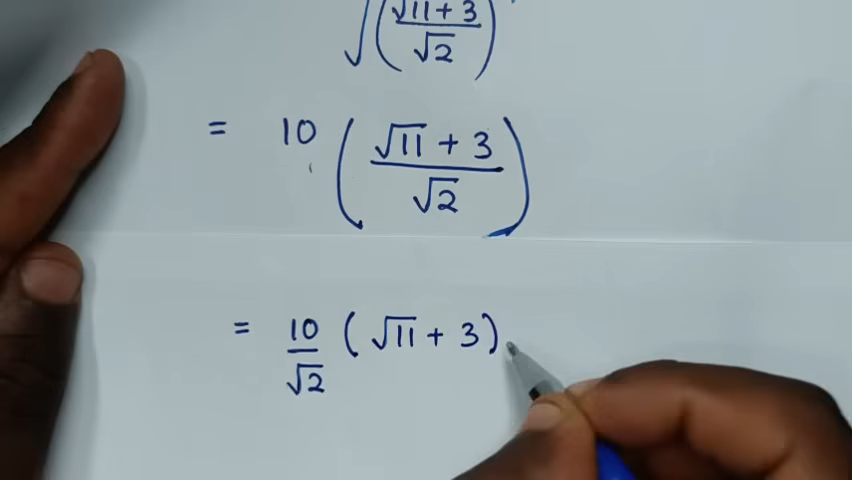 √((√11 + 3)/√2)
= 10 ((√11 + 3)/√2)
= 10/√2 (√11 + 3)